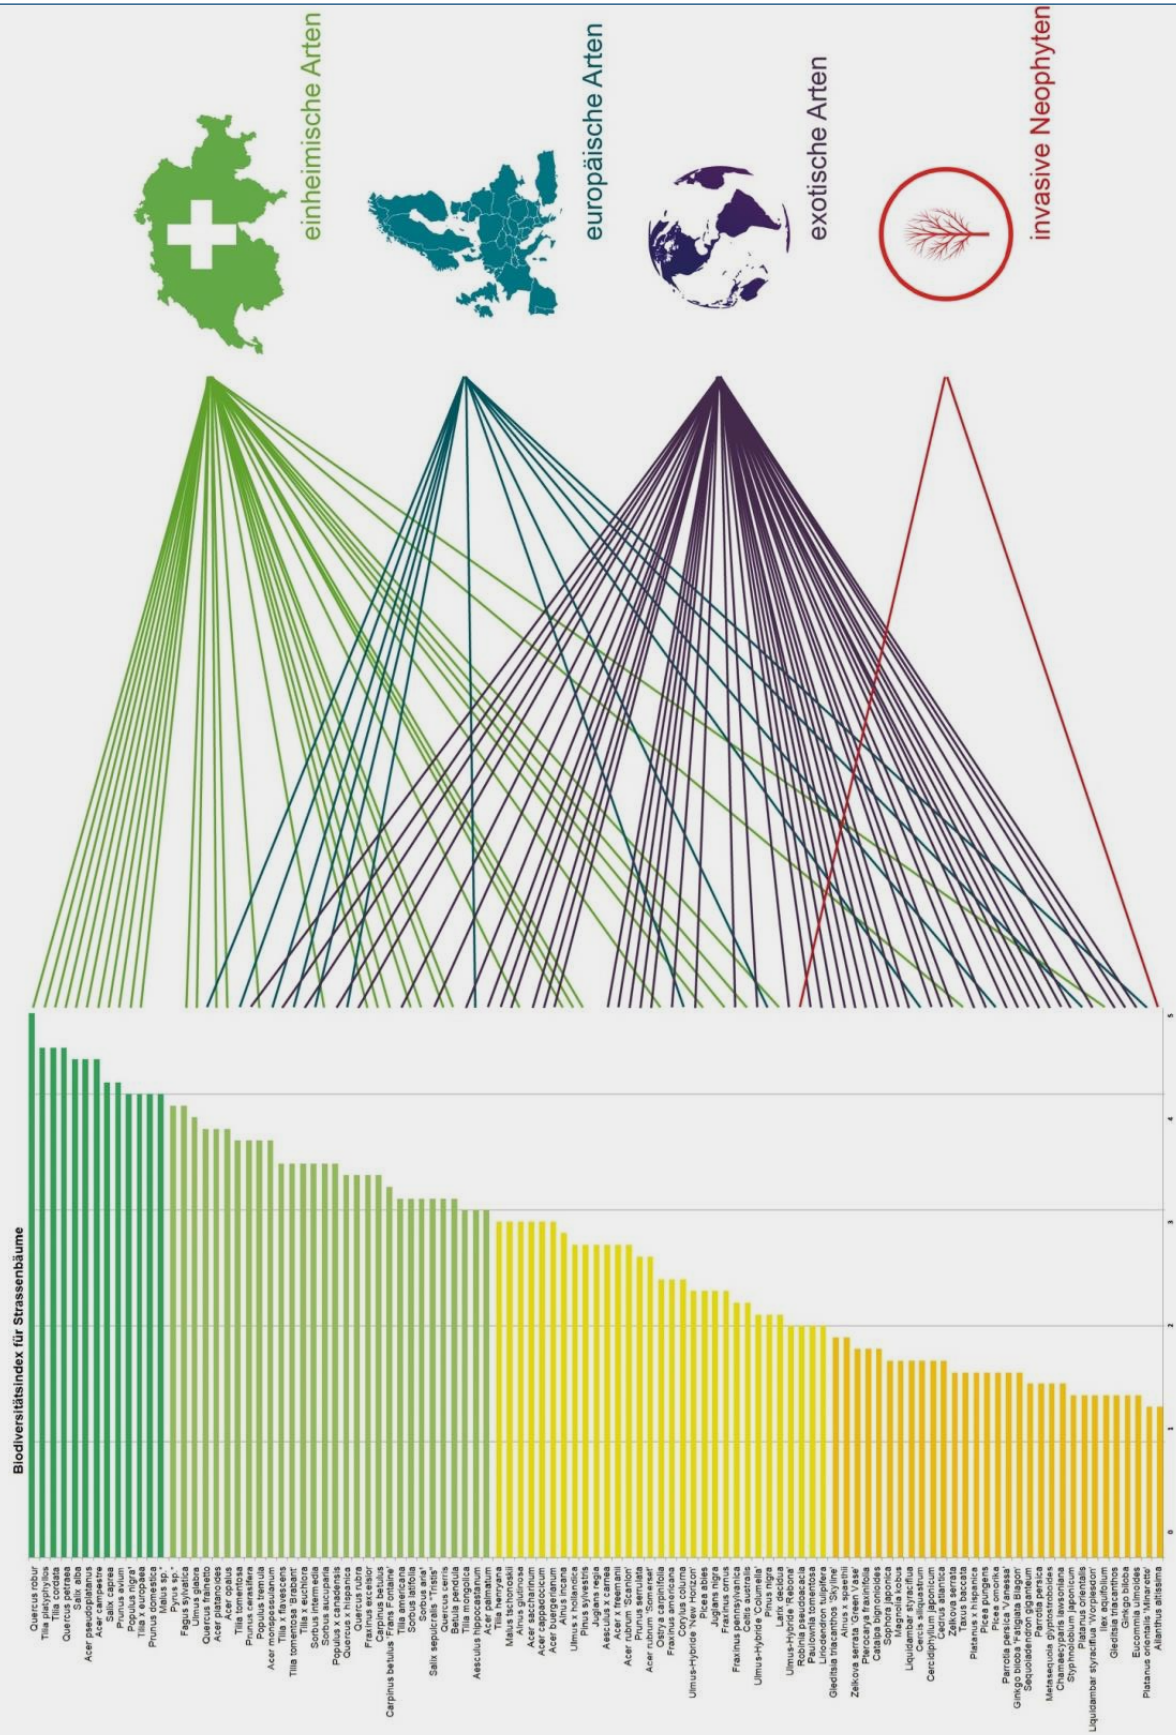 Biodiversitätsindex für Strassenbäume
Quercus robur
Tilia platyphyllos
Tilia cordata
Quercus petraea
Salix alba
Acer pseudoplatanus
Acer campestre
Salix caprea
Prunus avium
Populus nigra*
Tilia x europaea
Prunus domestica
Malus sp.*
Pyrus sp.*
Fagus sylvatica
Ulmus glabra
Quercus frainetto
Acer platanoides
Acer opalus
Tilia tomentosa
Prunus cerasifera
Populus tremula
Acer monspessulanum
Tilia x flavescens
Tilia tomentosa 'Brabant'
Tilia x euchlora
Sorbus intermedia
Sorbus aucuparia
Populus x canadensis
Quercus x hispanica
Quercus rubra
Fraxinus excelsior
Carpinus betulus
Carpinus betulus 'Frans Fontaine'
Tilia americana
Sorbus latifolia
Sorbus aria*
Salix sepulcralis "Tristis"
Quercus cerris
Betula pendula
Tilia mongolica
Aesculus hippocastanum
Acer palmatum
Tilia henryana
Malus tschonoskii
Alnus glutinosa
Acer saccharinum
Acer cappadocicum
Acer buergerianum
Alnus incana
Ulmus hollandica
Pinus sylvestris
Juglans regia
Aesculus x carnea
Acer x freemanii
Acer rubrum 'Scanlon'
Prunus serrulata
Acer rubrum 'Somerset'
Ostrya carpinifolia
Fraxinus americana
Corylus colurna
Ulmus-Hybride 'New Horizon'
Picea abies
Juglans nigra
Fraxinus ornus
Fraxinus pennsylvanica
Celtis australis
Ulmus-Hybride 'Columella'
Pinus nigra
Larix decidua
Ulmus-Hybride 'Rebona'
Robinia pseudoacacia
Paulownia tomentosa
Liriodendron tulipifera
Gleditsia triacanthos 'Skyline'
Alnus x spaethii
Zelkova serrata 'Green Vase'
Pterocarya fraxinifolia
Catalpa bignonioides
Sophora japonica
Magnolia kobus
Liquidambar styraciflua
Cercis siliquastrum
Cercidiphyllum japonicum
Cedrus atlantica
Zelkova serrata
Taxus baccata
Platanus x hispanica
Picea pungens
Picea omorika
Parrotia persica 'Vanessa'
Ginkgo biloba 'Fatigiata Blagon'
Sequoiadendron giganteum
Parrotia persica
Metasequoia glyptostroboides
Chamaecyparis lawsoniana
Styphnolobium japonicum
Platanus orientalis
Liquidambar styraciflua 'Worplesdon'
Ilex aquifolium
Gleditsia triacanthos
Ginkgo biloba
Eucommia ulmoides
Platanus orientalis 'Minaret'
Ailanthus altissima
0
1
2
3
4
5
einheimische Arten
europäische Arten
exotische Arten
invasive Neophyten